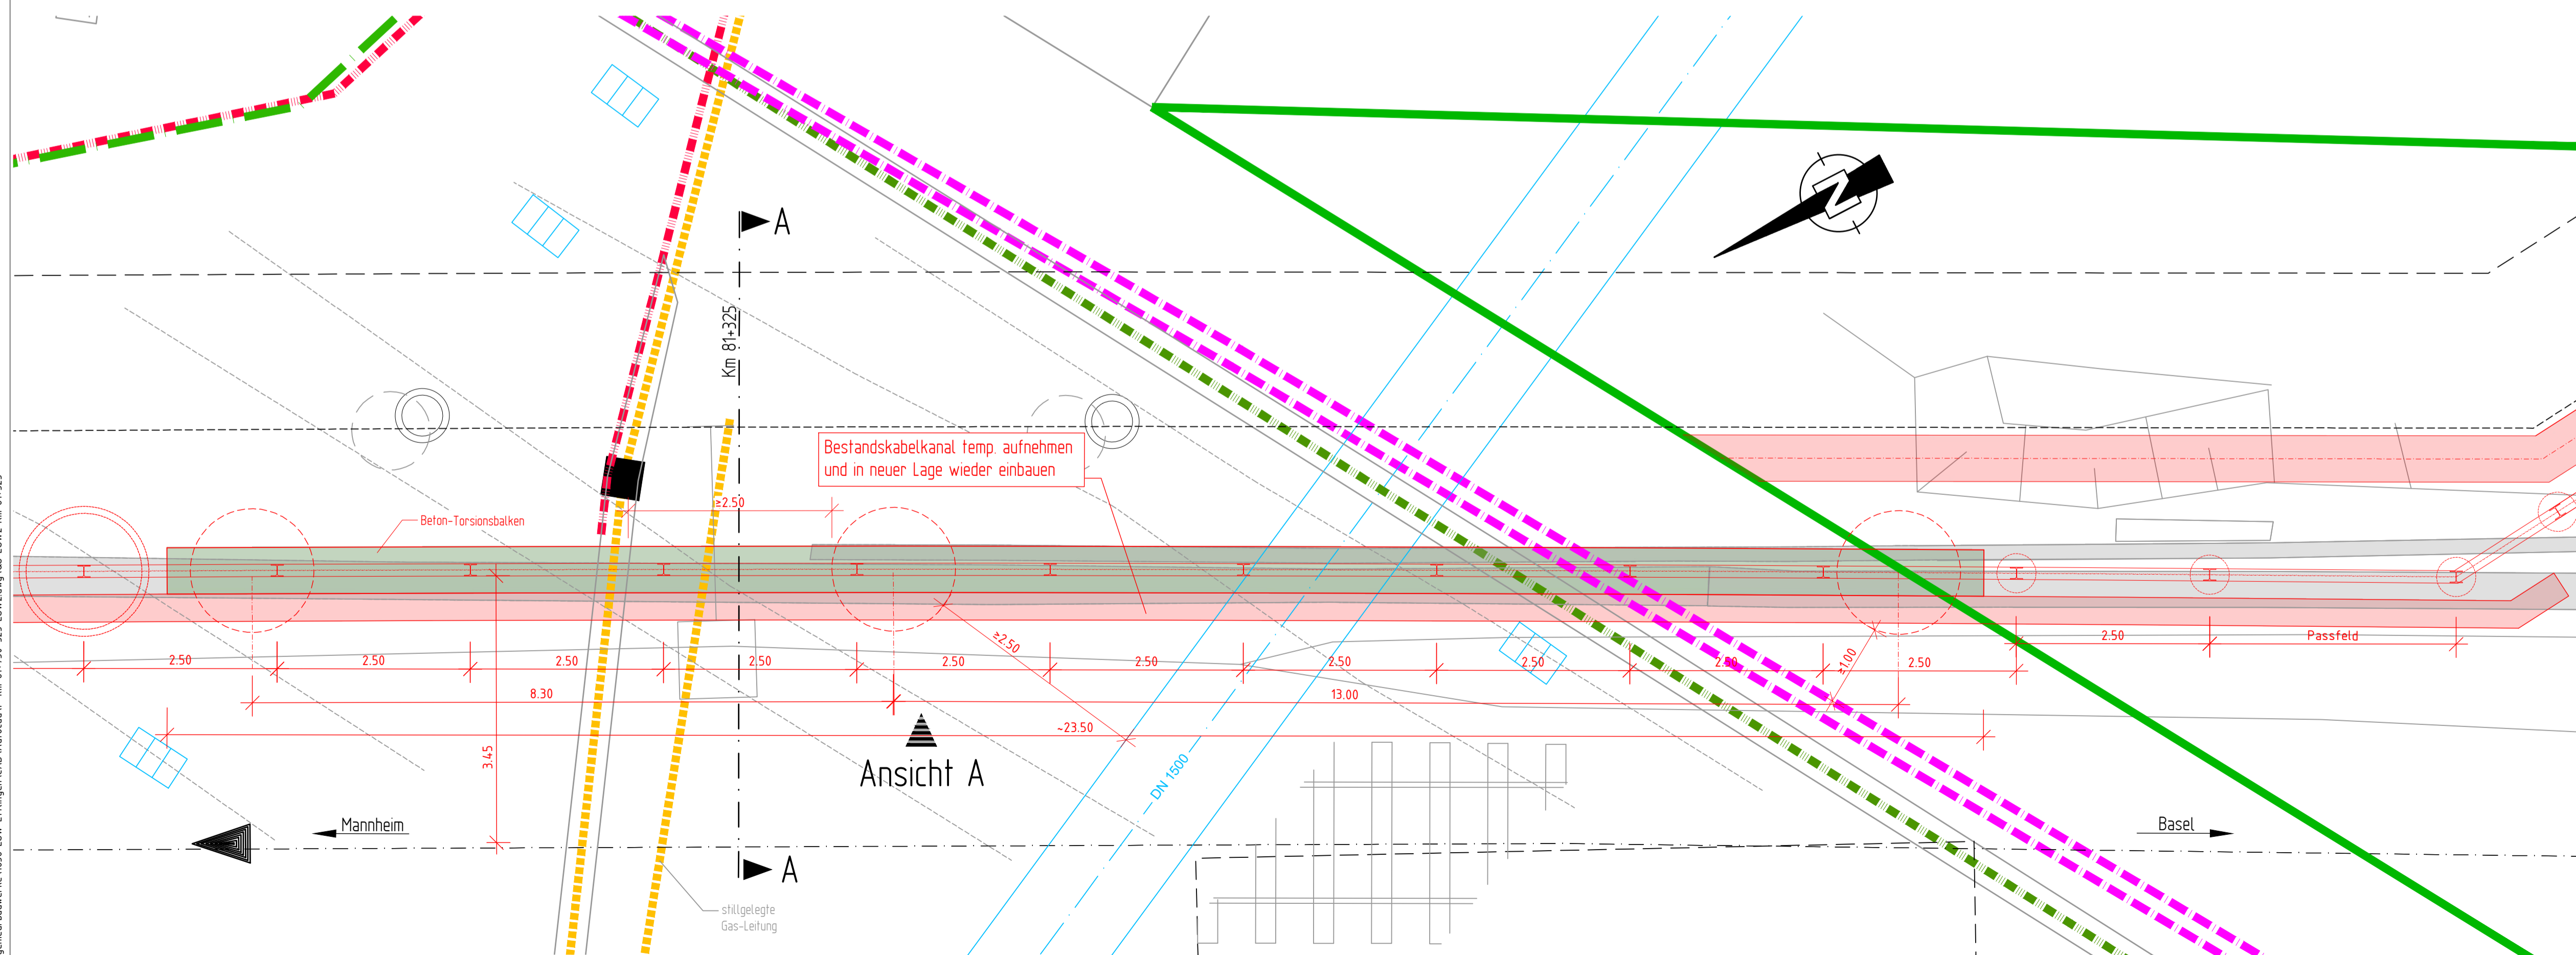 N
A
Km 81+325
Bestandskabelkanal temp. aufnehmen
und in neuer Lage wieder einbauen
≥2.50
Beton-Torsionsbalken
≥2.50
≥1.00
2.50
2.50
2.50
2.50
2.50
2.50
2.50
2.50
2.50
2.50
2.50
Passfeld
8.30
13.00
~23.50
3.45
Ansicht A
DN 1500
Mannheim
Basel
A
stillgelegte
Gas-Leitung